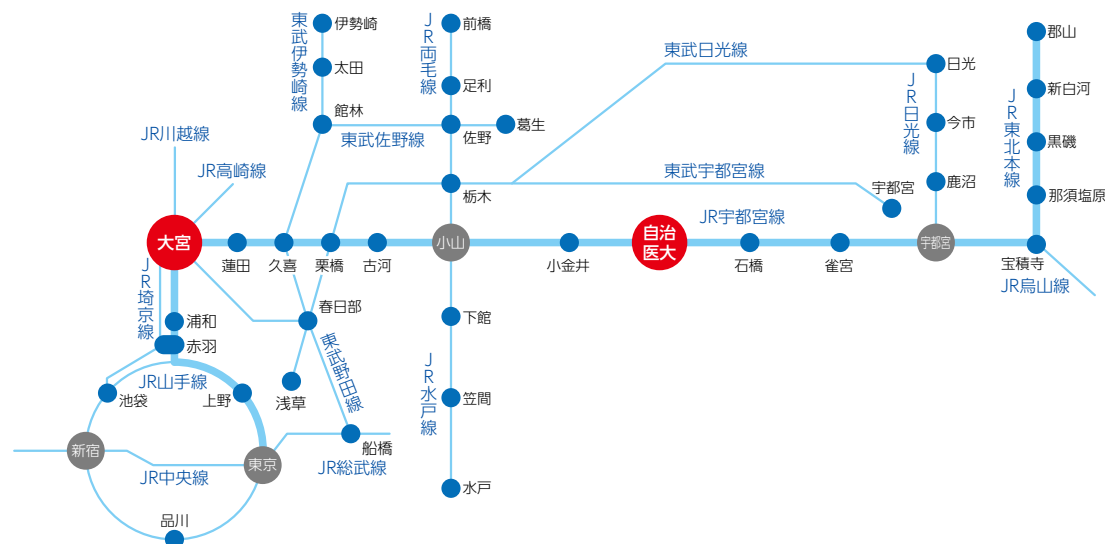 東武伊勢崎線
伊勢崎
太田
館林
JR両毛線
前橋
足利
佐野
葛生
東武佐野線
栃木
東武日光線
日光
JR日光線
今市
鹿沼
JR東北本線
郡山
新白河
黒磯
那須塩原
JR川越線
JR高崎線
東武宇都宮線
宇都宮
JR宇都宮線
大宮
蓮田
久喜
栗橋
古河
小山
小金井
自治
医大
石橋
雀宮
宇都宮
宝積寺
JR烏山線
JR埼京線
浦和
赤羽
春日部
東武野田線
浅草
下館
JR水戸線
笠間
水戸
JR山手線
池袋
上野
新宿
東京
JR中央線
船橋
JR総武線
品川